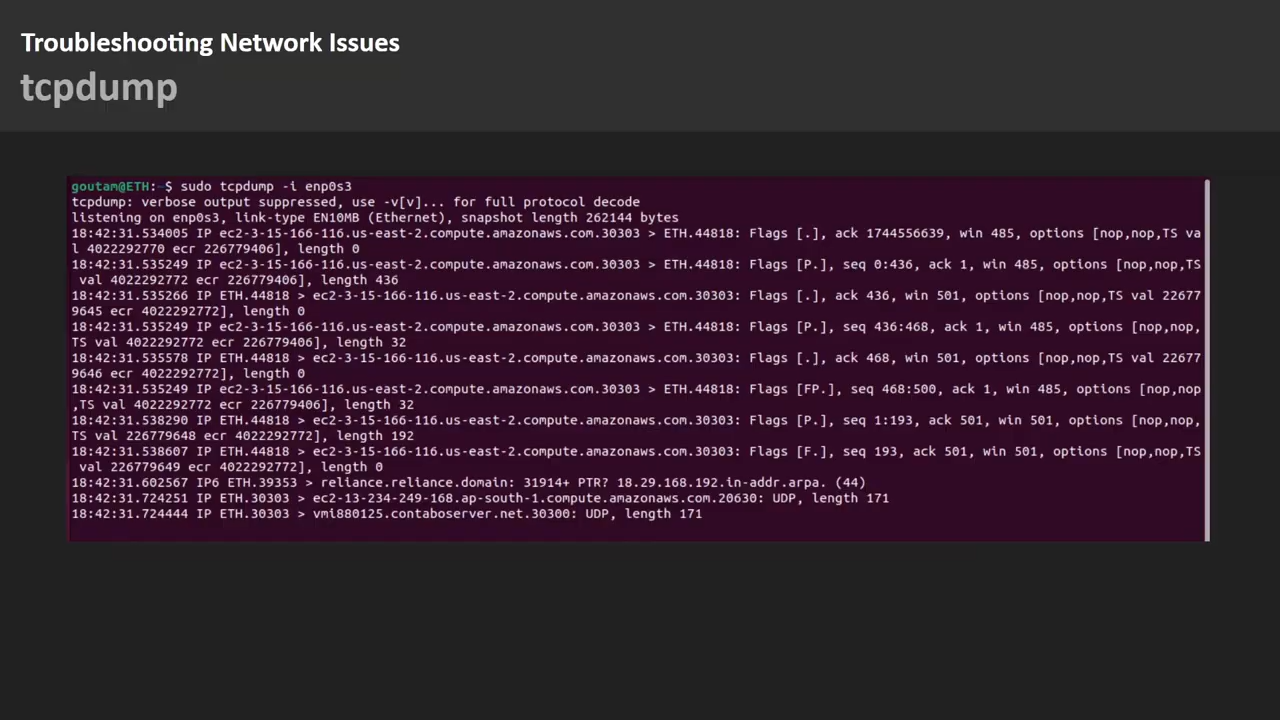 Troubleshooting Network Issues
tcpdump
goutam@ETH:~$ sudo tcpdump -i enp0s3
tcpdump: verbose output suppressed, use -v[v]... for full protocol decode
listening on enp0s3, link-type EN10MB (Ethernet), snapshot length 262144 bytes
18:42:31.534005 IP ec2-3-15-166-116.us-east-2.compute.amazonaws.com.30303 > ETH.44818: Flags [.], ack 1744556639, win 485, options [nop,nop,TS va
l 4022292770 ecr 226779406], length 0
18:42:31.535249 IP ec2-3-15-166-116.us-east-2.compute.amazonaws.com.30303 > ETH.44818: Flags [P.], seq 0:436, ack 1, win 485, options [nop,nop,TS
 val 4022292772 ecr 226779406], length 436
18:42:31.535266 IP ETH.44818 > ec2-3-15-166-116.us-east-2.compute.amazonaws.com.30303: Flags [.], ack 436, win 501, options [nop,nop,TS val 22677
9645 ecr 4022292772], length 0
18:42:31.535249 IP ec2-3-15-166-116.us-east-2.compute.amazonaws.com.30303 > ETH.44818: Flags [P.], seq 436:468, ack 1, win 485, options [nop,nop,
TS val 4022292772 ecr 226779406], length 32
18:42:31.535578 IP ETH.44818 > ec2-3-15-166-116.us-east-2.compute.amazonaws.com.30303: Flags [.], ack 468, win 501, options [nop,nop,TS val 22677
9646 ecr 4022292772], length 0
18:42:31.535249 IP ec2-3-15-166-116.us-east-2.compute.amazonaws.com.30303 > ETH.44818: Flags [FP.], seq 468:500, ack 1, win 485, options [nop,nop
,TS val 4022292772 ecr 226779406], length 32
18:42:31.538290 IP ETH.44818 > ec2-3-15-166-116.us-east-2.compute.amazonaws.com.30303: Flags [P.], seq 1:193, ack 501, win 501, options [nop,nop,
TS val 226779648 ecr 4022292772], length 192
18:42:31.538607 IP ETH.44818 > ec2-3-15-166-116.us-east-2.compute.amazonaws.com.30303: Flags [F.], seq 193, ack 501, win 501, options [nop,nop,TS
 val 226779649 ecr 4022292772], length 0
18:42:31.602567 IP6 ETH.39353 > reliance.reliance.domain: 31914+ PTR? 18.29.168.192.in-addr.arpa. (44)
18:42:31.724251 IP ETH.30303 > ec2-13-234-249-168.ap-south-1.compute.amazonaws.com.20630: UDP, length 171
18:42:31.724444 IP ETH.30303 > vmi880125.contaboserver.net.30300: UDP, length 171